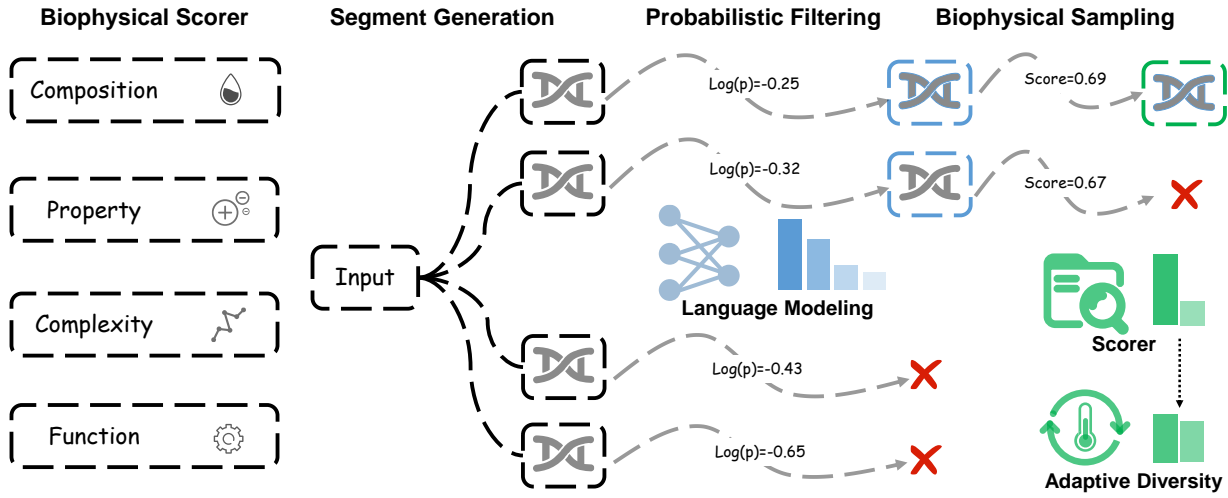 Biophysical Scorer
Segment Generation
Probabilistic Filtering
Biophysical Sampling
Composition
Property
Complexity
Function
Input
Log(p)=-0.25
Score=0.69
Log(p)=-0.32
Score=0.67
Language Modeling
Log(p)=-0.43
Log(p)=-0.65
Scorer
Adaptive Diversity